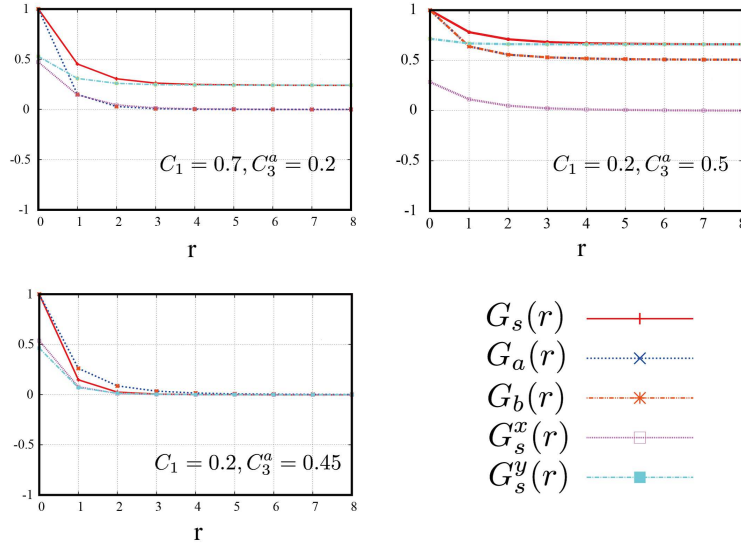 1
0.5
0
-0.5
-1
0 1 2 3 4 5 6 7 8
C_1 = 0.7, C_3^a = 0.2
r
1
0.5
0
-0.5
-1
0 1 2 3 4 5 6 7 8
C_1 = 0.2, C_3^a = 0.5
r
1
0.5
0
-0.5
-1
0 1 2 3 4 5 6 7 8
C_1 = 0.2, C_3^a = 0.45
r
G_s(r)
G_a(r)
G_b(r)
G_s^x(r)
G_s^y(r)